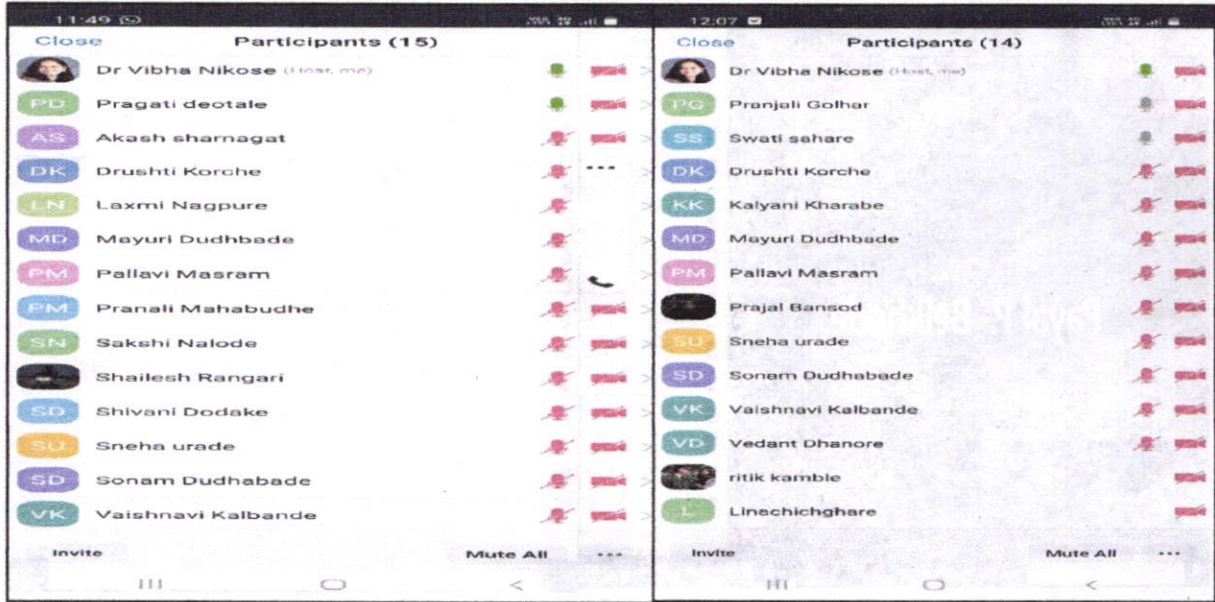 11:49
Close Participants (15)
Dr Vibha Nikose (Host, me)
PD Pragati deotale
AS Akash sharnagat
DK Drushti Korche
LN Laxmi Nagpure
MD Mayuri Dudhbade
PM Pallavi Masram
PM Pranali Mahabudhe
SN Sakshi Nalode
Shailesh Rangari
SD Shivani Dodake
SU Sneha urade
SD Sonam Dudhabade
VK Vaishnavi Kalbande
Invite Mute All
12:07
Close Participants (14)
Dr Vibha Nikose (Host, me)
PG Pranjali Golhar
SS Swati sahare
DK Drushti Korche
KK Kalyani Kharabe
MD Mayuri Dudhbade
PM Pallavi Masram
Prajal Bansod
SU Sneha urade
SD Sonam Dudhabade
VK Vaishnavi Kalbande
VD Vedant Dhanore
ritik kamble
L Linachichghare
Invite Mute All